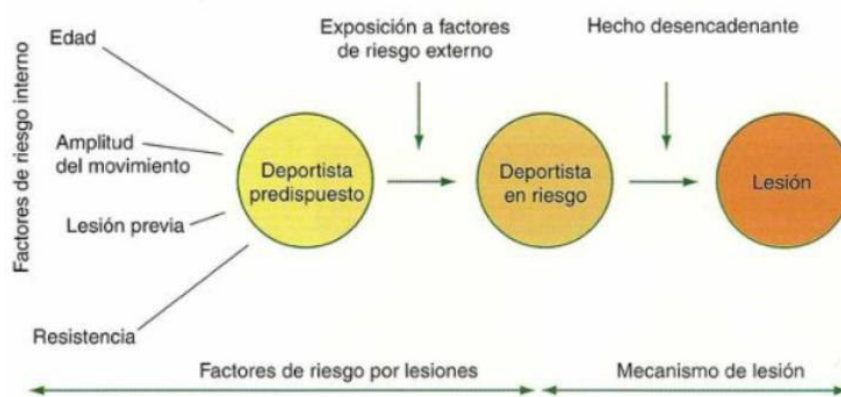 Factores de riesgo interno
Edad
Amplitud
del movimiento
Lesión previa
Resistencia
Deportista
predispuesto
Exposición a factores
de riesgo externo
Deportista
en riesgo
Hecho desencadenante
Lesión
Factores de riesgo por lesiones
Mecanismo de lesión